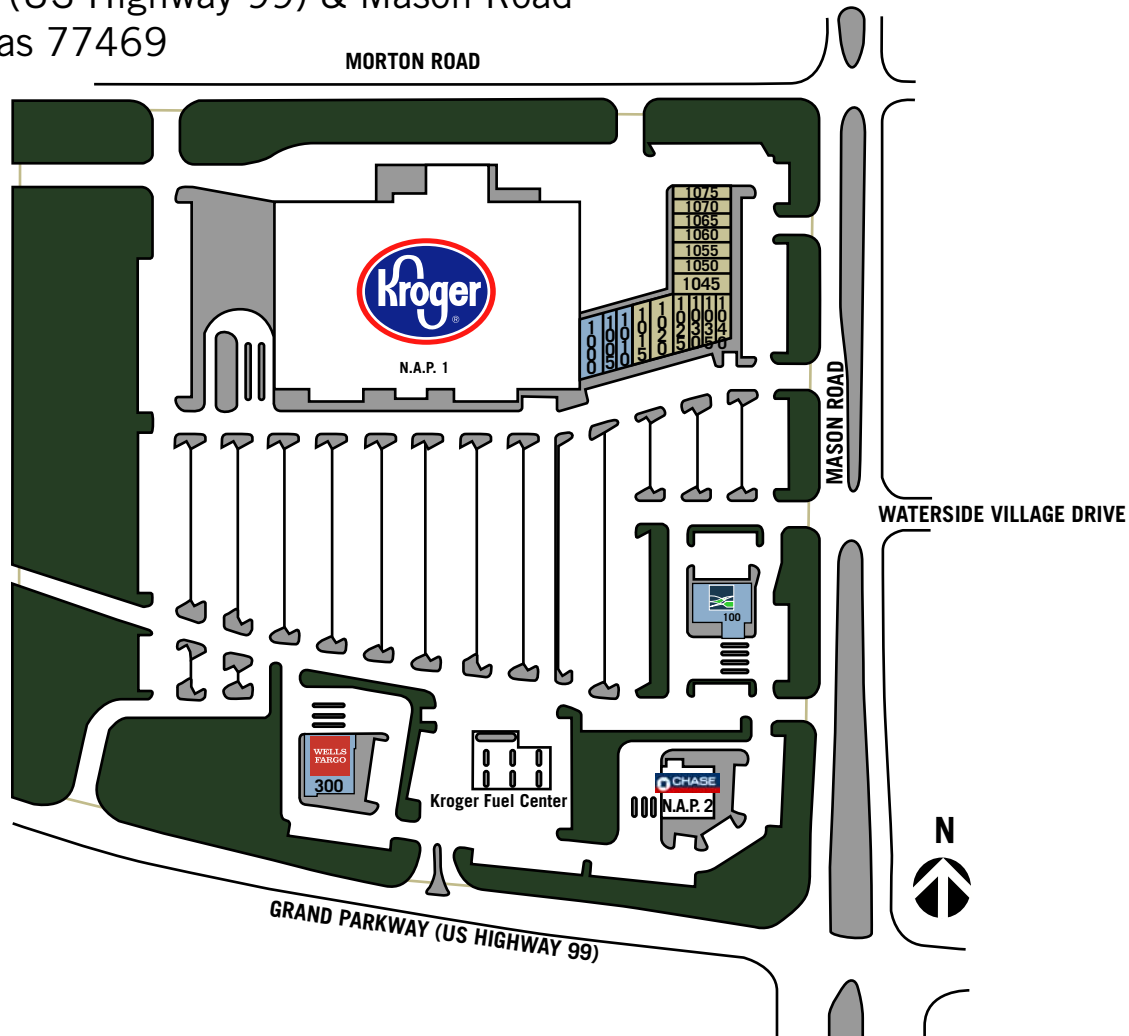 (US Highway 99) & Mason Road
as 77469
MORTON ROAD
1075
1070
1065
1060
1055
1050
1045
Kroger
®
N.A.P. 1
1000
1005
1010
1015
1020
1025
1030
1035
1040
MASON ROAD
WATERSIDE VILLAGE DRIVE
100
WELLS
FARGO
300
Kroger Fuel Center
CHASE
N.A.P. 2
N
GRAND PARKWAY (US HIGHWAY 99)